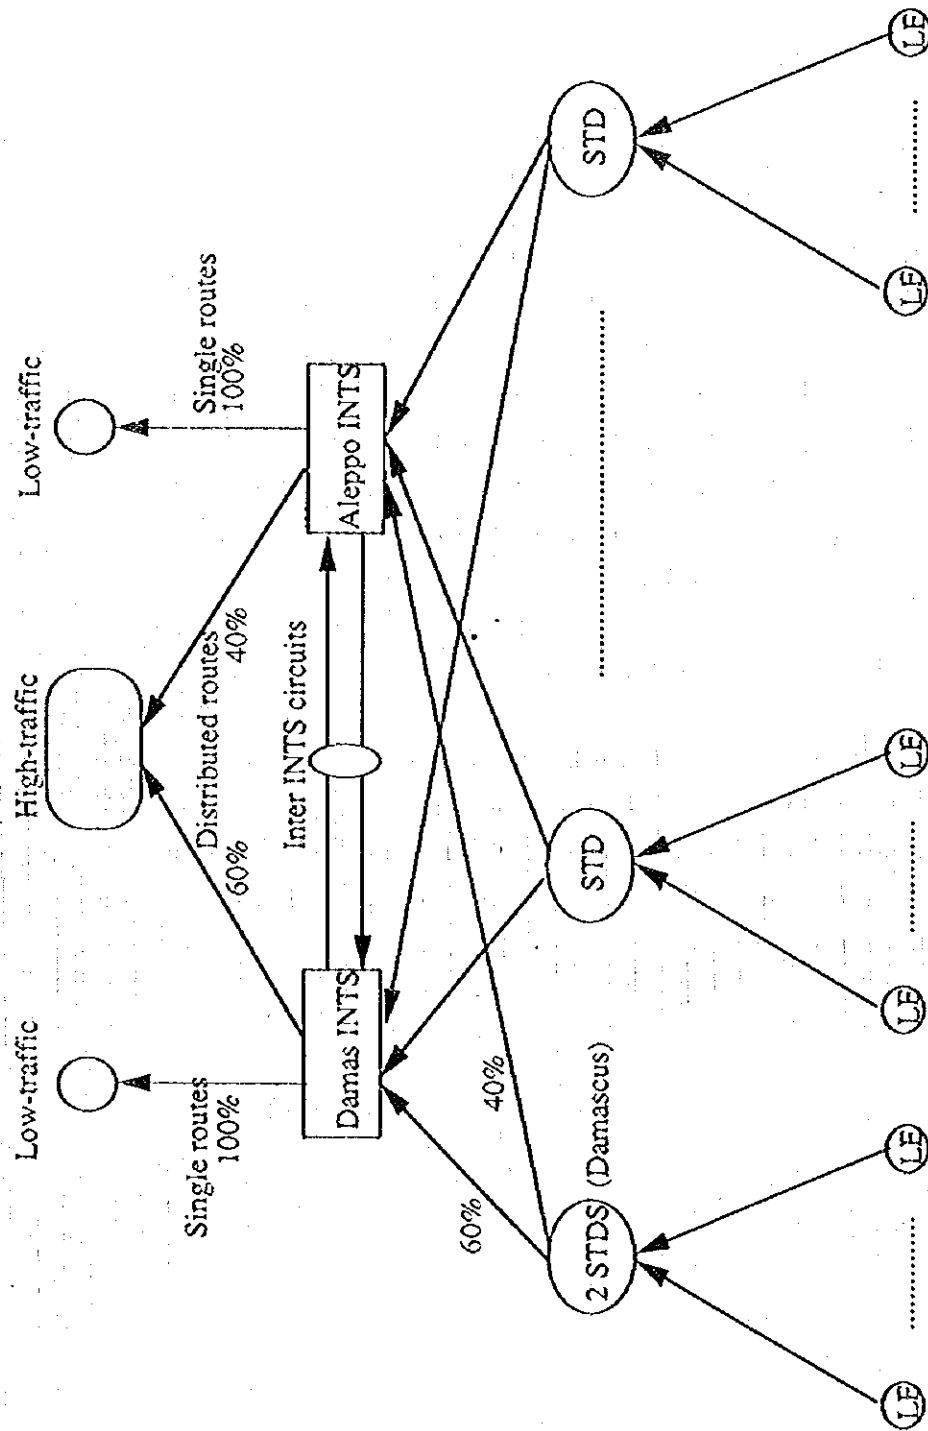 Low-traffic
High-traffic
Low-traffic
Single routes
100%
60%
Distributed routes
40%
Single routes
100%
Inter INTS circuits
Damas INTS
Aleppo INTS
60%
40%
2 STDS (Damascus)
STD
STD
LE
LE
LE
LE
LE
LE